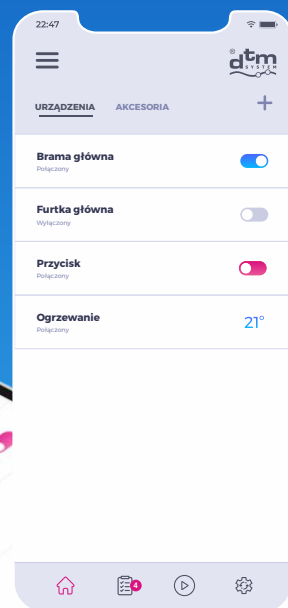 22:47
® dtm
SYSTEM
URZĄDZENIA AKCESORIA +
Brama główna
Połączony
Furtka główna
Wyłączony
Przycisk
Połączony
Ogrzewanie
Połączony
21°
4